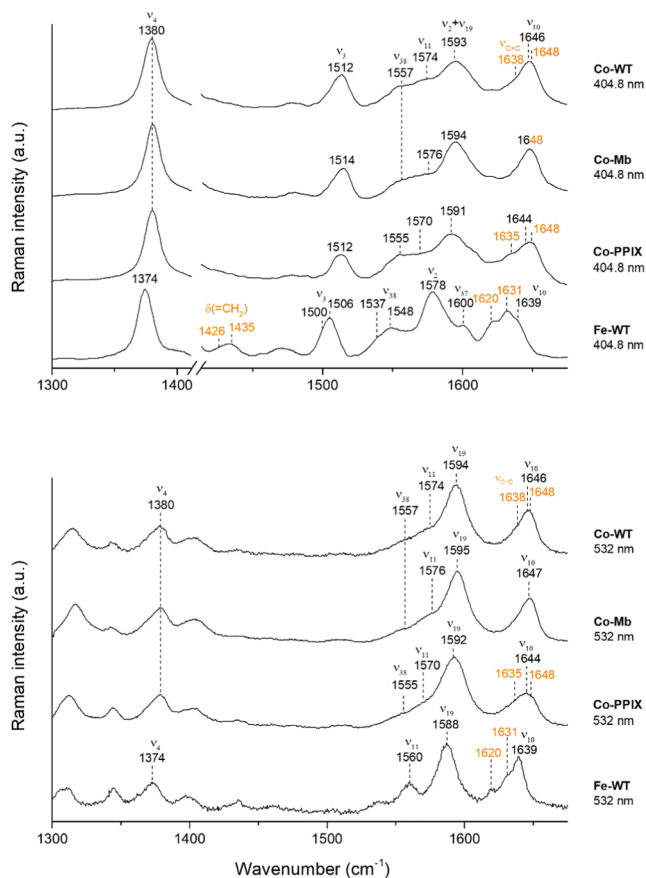 ν4
1380
ν3
1512
ν38
1557
ν11
1574
ν2+ν19
1593
νC=C
1638
ν10
1646
1648
Co-WT
404.8 nm
1514
1576
1594
1648
Co-Mb
404.8 nm
1512
1555
1570
1591
1635
1644
1648
Co-PPIX
404.8 nm
1374
δ(=CH2)
1426
1435
ν3
1500
1506
1537
ν38
1548
ν2
1578
ν37
1600
1620
1631
ν10
1639
Fe-WT
404.8 nm
Raman intensity (a.u.)
1300
1400
1500
1600
ν4
1380
ν38
1557
ν11
1574
ν19
1594
νC=C
1638
ν10
1646
1648
Co-WT
532 nm
ν11
1576
ν19
1595
ν10
1647
Co-Mb
532 nm
ν38
1555
ν11
1570
ν19
1592
1635
ν10
1644
1648
Co-PPIX
532 nm
ν4
1374
ν11
1560
ν19
1588
1620
1631
ν10
1639
Fe-WT
532 nm
Raman intensity (a.u.)
1300
1400
1500
1600
Wavenumber (cm⁻¹)